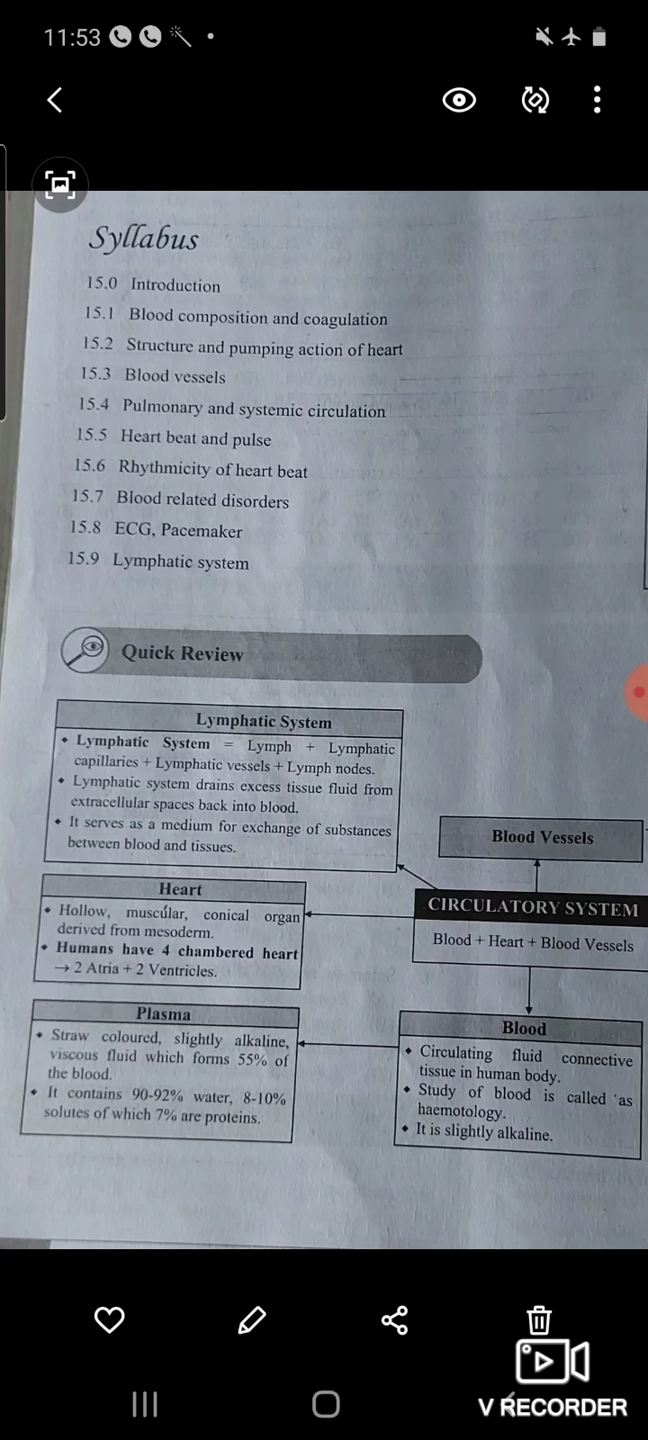 11:53
Syllabus
15.0 Introduction
15.1 Blood composition and coagulation
15.2 Structure and pumping action of heart
15.3 Blood vessels
15.4 Pulmonary and systemic circulation
15.5 Heart beat and pulse
15.6 Rhythmicity of heart beat
15.7 Blood related disorders
15.8 ECG, Pacemaker
15.9 Lymphatic system
Quick Review
Lymphatic System
• Lymphatic System = Lymph + Lymphatic
capillaries + Lymphatic vessels + Lymph nodes.
• Lymphatic system drains excess tissue fluid from
extracellular spaces back into blood.
• It serves as a medium for exchange of substances
between blood and tissues.
Blood Vessels
Heart
• Hollow, muscular, conical organ
derived from mesoderm.
• Humans have 4 chambered heart
→ 2 Atria + 2 Ventricles.
CIRCULATORY SYSTEM
Blood + Heart + Blood Vessels
Plasma
• Straw coloured, slightly alkaline,
viscous fluid which forms 55% of
the blood.
• It contains 90-92% water, 8-10%
solutes of which 7% are proteins.
Blood
• Circulating fluid connective
tissue in human body.
• Study of blood is called as
haemotology.
• It is slightly alkaline.
V RECORDER